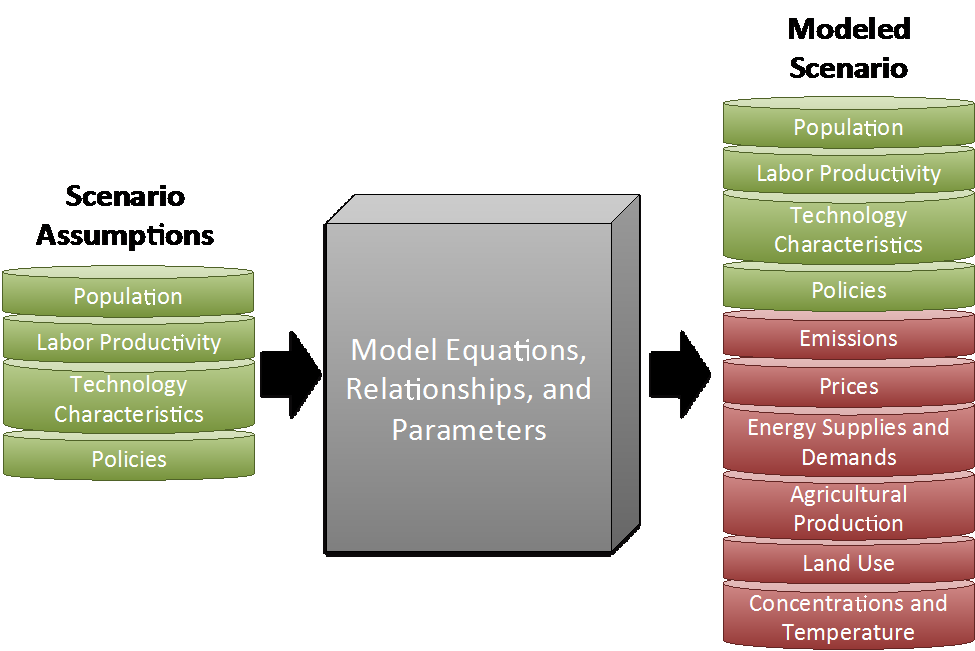 Scenario
Assumptions
Population
Labor Productivity
Technology
Characteristics
Policies
Model Equations,
Relationships, and
Parameters
Modeled
Scenario
Population
Labor Productivity
Technology
Characteristics
Policies
Emissions
Prices
Energy Supplies and
Demands
Agricultural
Production
Land Use
Concentrations and
Temperature